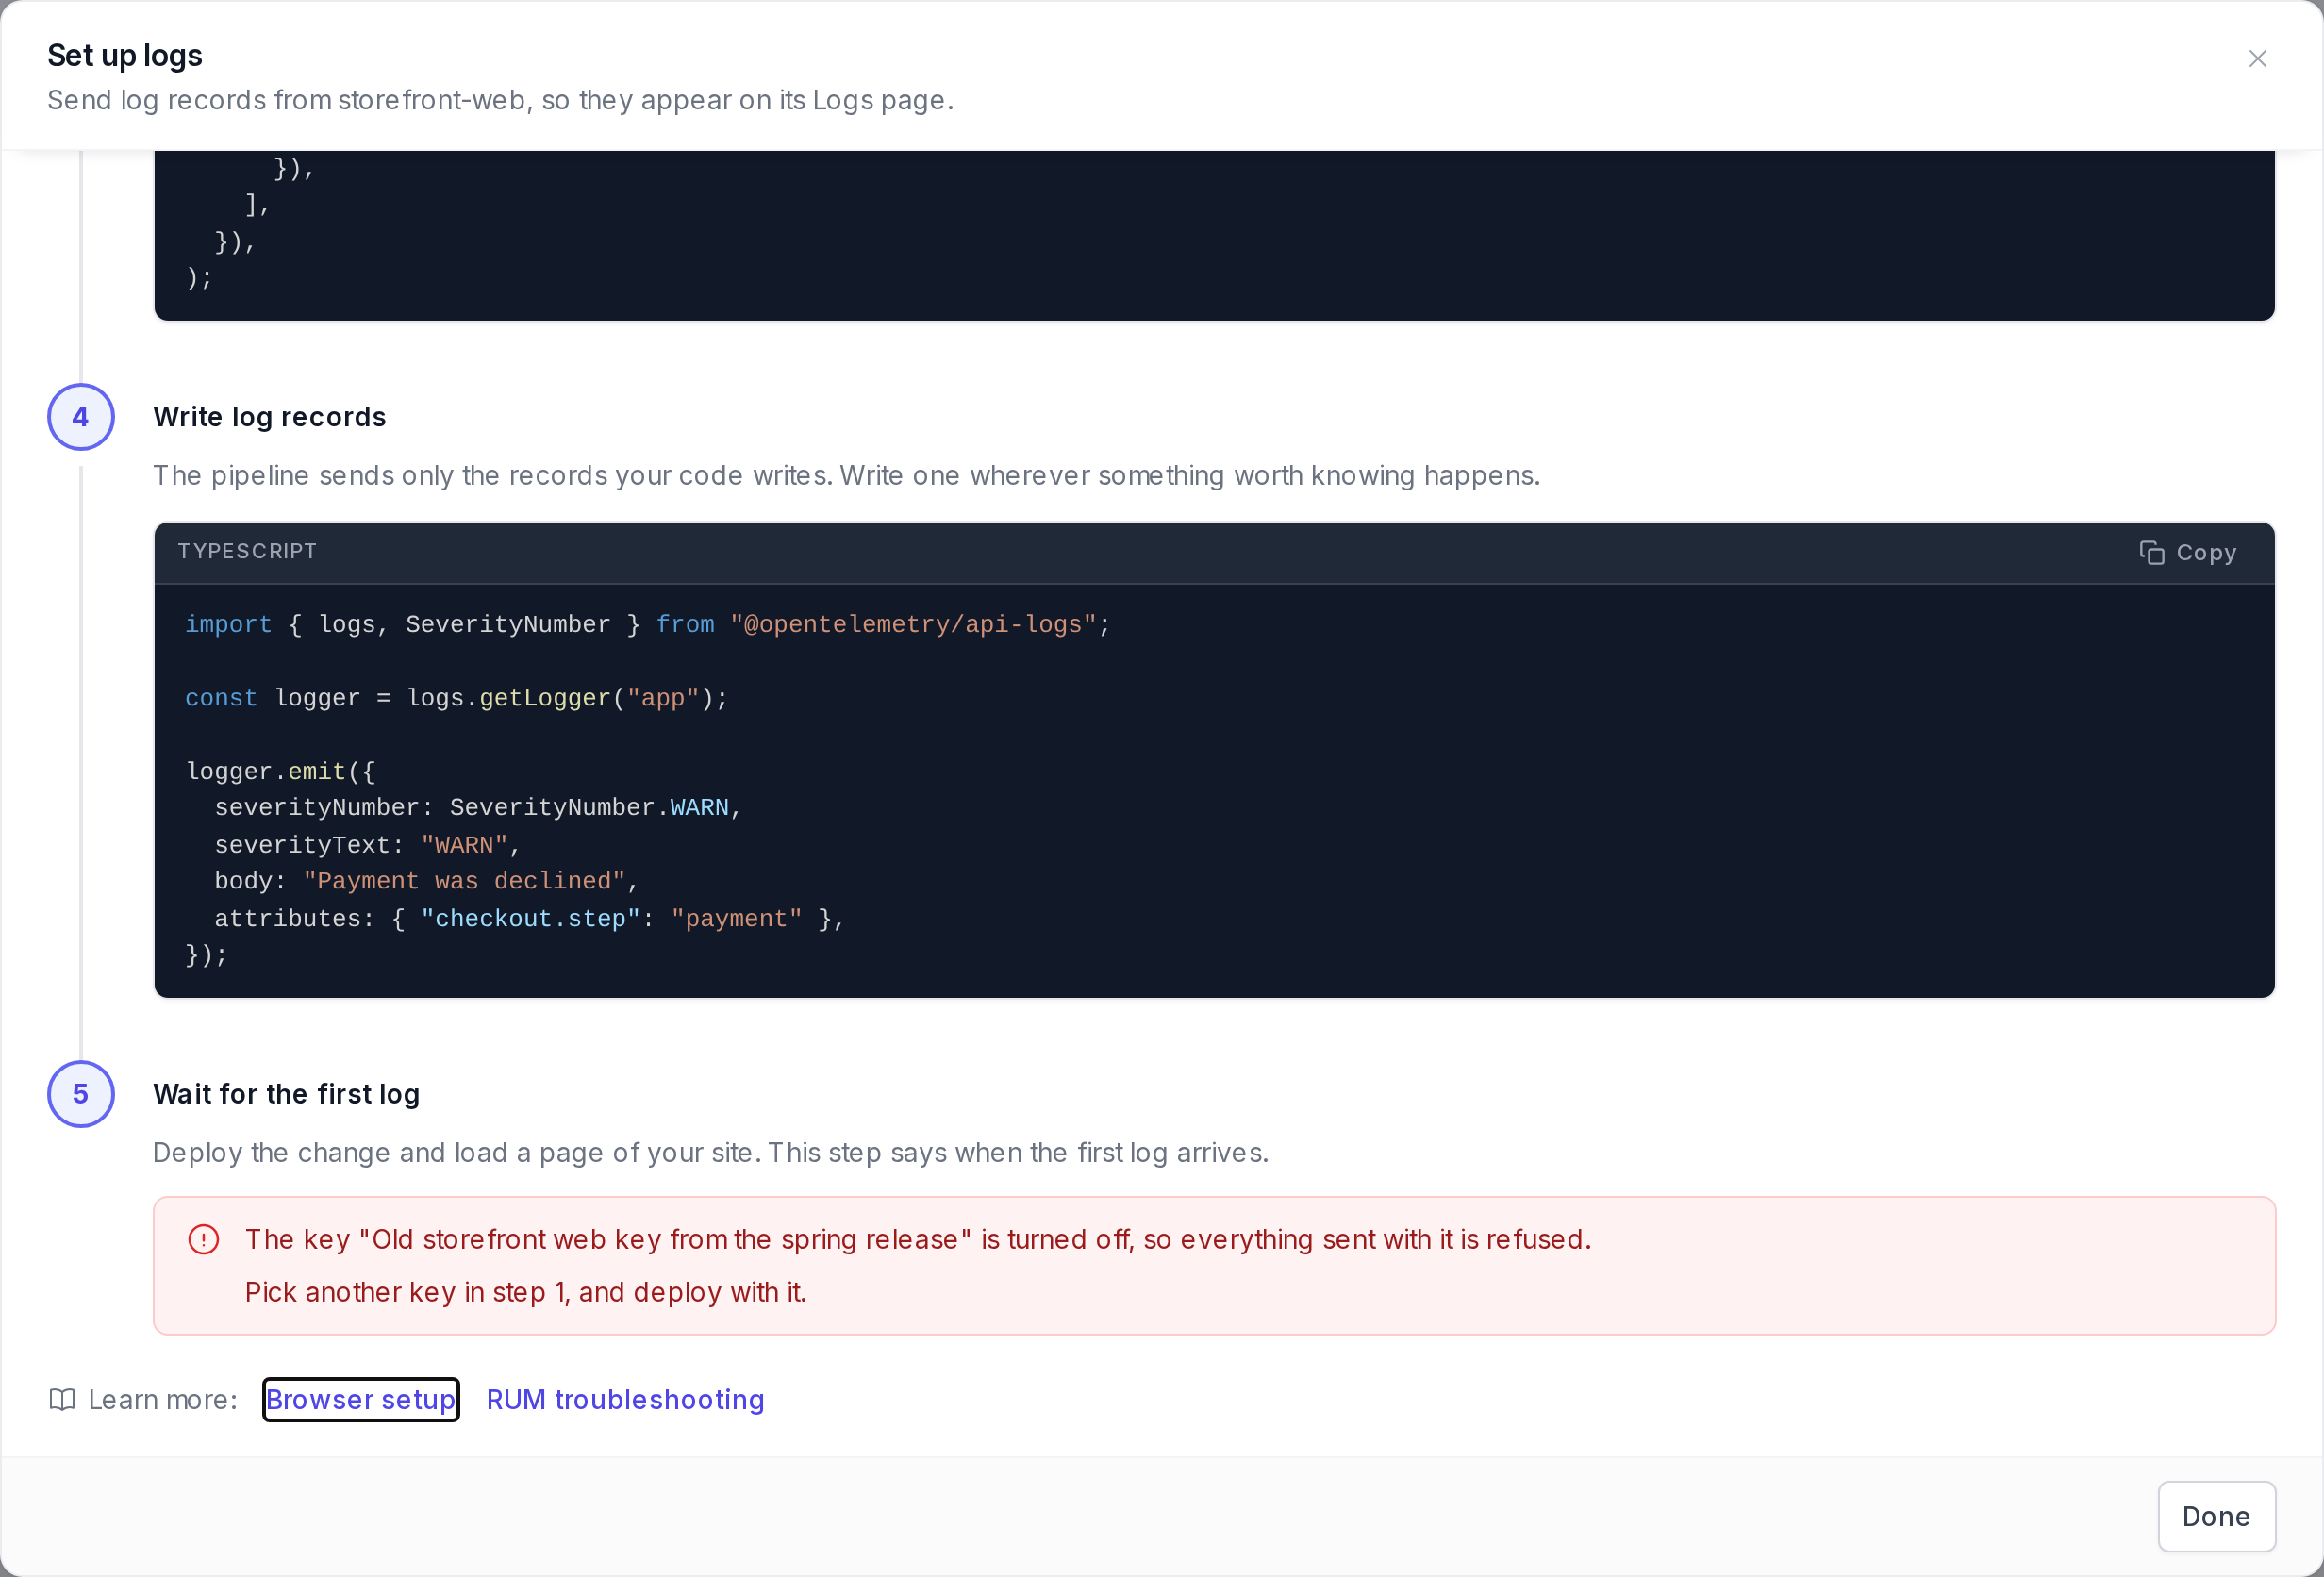 Set up logs
Send log records from storefront-web, so they appear on its Logs page.
      }),
    ],
  }),
);
4
Write log records
The pipeline sends only the records your code writes. Write one wherever something worth knowing happens.
TYPESCRIPT
Copy
import { logs, SeverityNumber } from "@opentelemetry/api-logs";
const logger = logs.getLogger("app");
logger.emit({
  severityNumber: SeverityNumber.WARN,
  severityText: "WARN",
  body: "Payment was declined",
  attributes: { "checkout.step": "payment" },
});
5
Wait for the first log
Deploy the change and load a page of your site. This step says when the first log arrives.
The key "Old storefront web key from the spring release" is turned off, so everything sent with it is refused.
Pick another key in step 1, and deploy with it.
Learn more: Browser setup RUM troubleshooting
Done